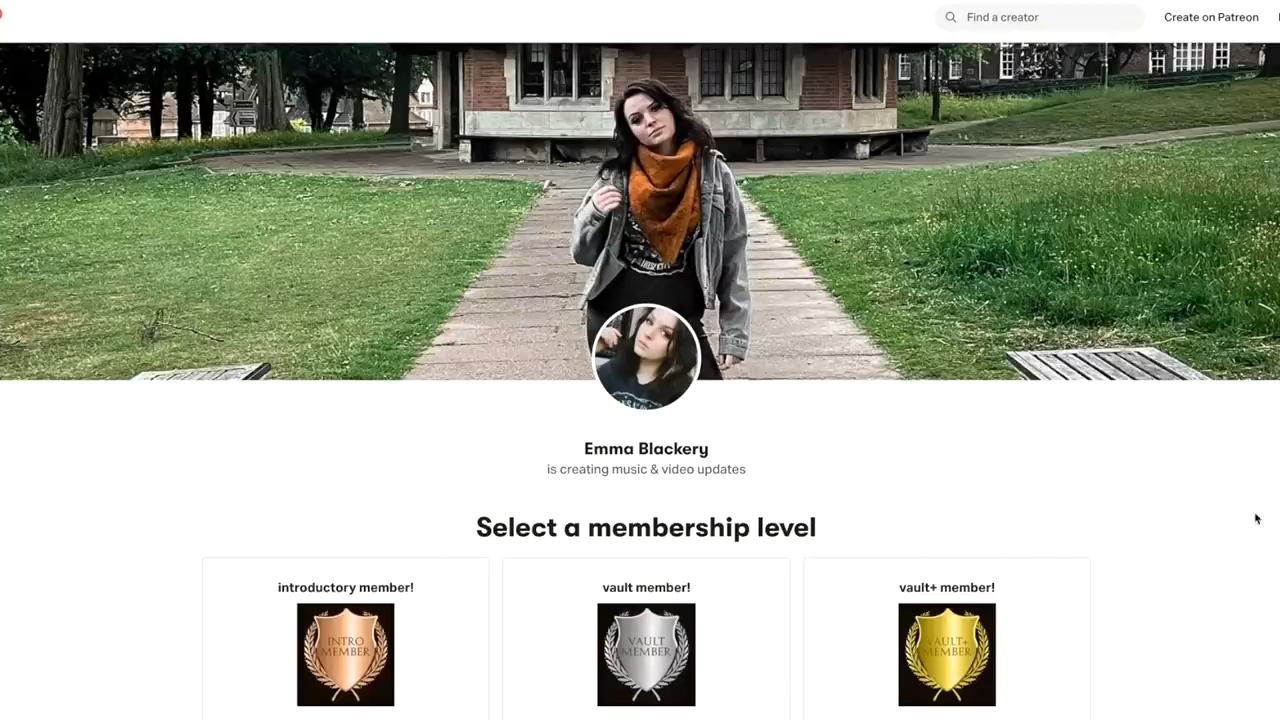 Find a creator
Create on Patreon
Emma Blackery
is creating music & video updates
Select a membership level
introductory member!
vault member!
vault+ member!
INTRO
MEMBER
VAULT
MEMBER
VAULT+
MEMBER